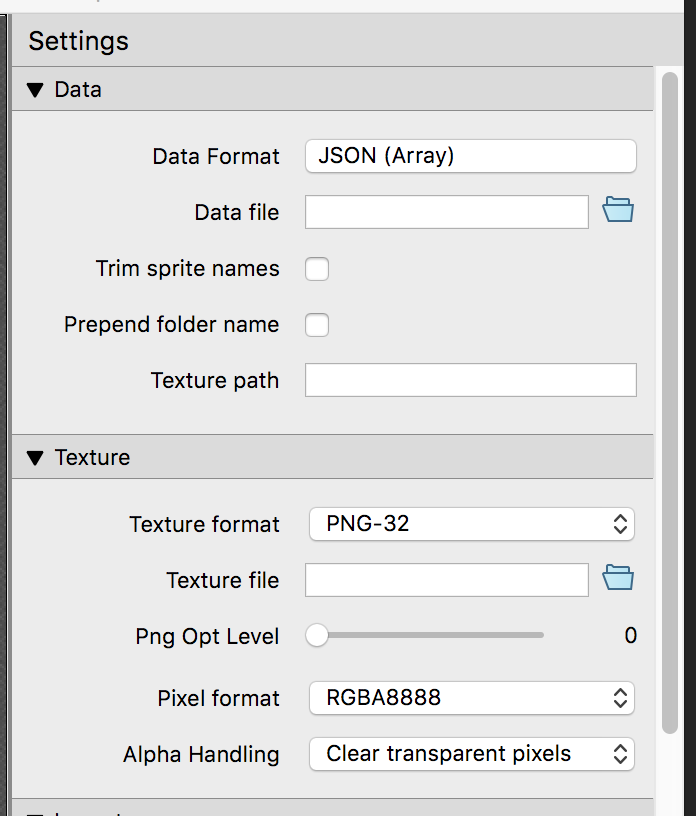 Settings
Data
Data Format JSON (Array)
Data file
Trim sprite names
Prepend folder name
Texture path
Texture
Texture format PNG-32
Texture file
Png Opt Level 0
Pixel format RGBA8888
Alpha Handling Clear transparent pixels